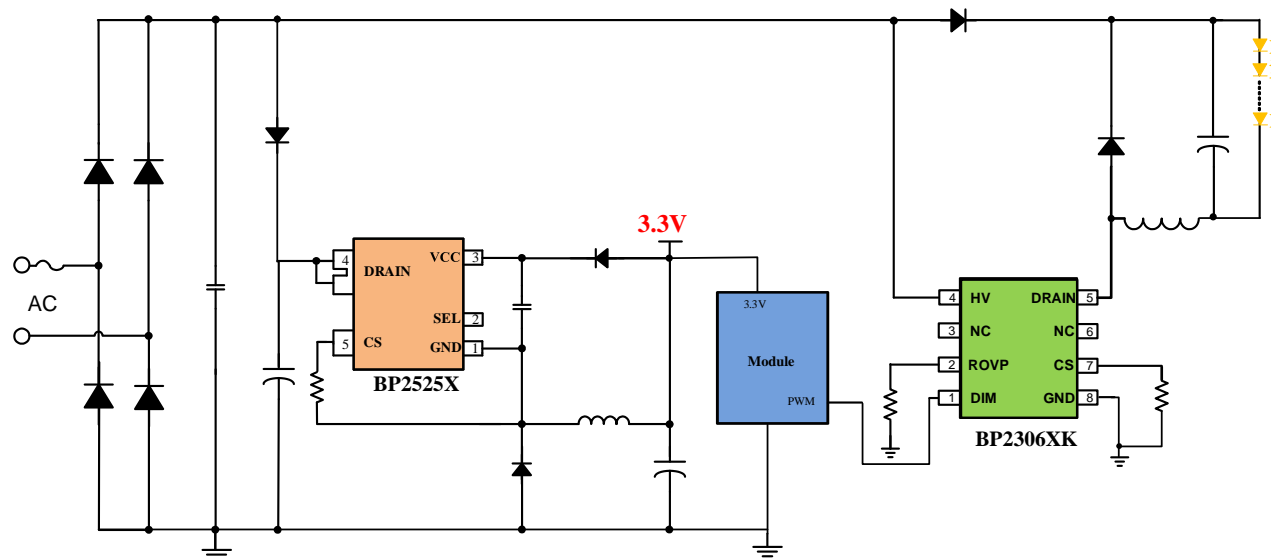 AC
3.3V
4
DRAIN
VCC
3
SEL
2
5
CS
GND
1
BP2525X
3.3V
Module
PWM
4
HV
DRAIN
5
3
NC
NC
6
2
ROVP
CS
7
1
DIM
GND
8
BP2306XK